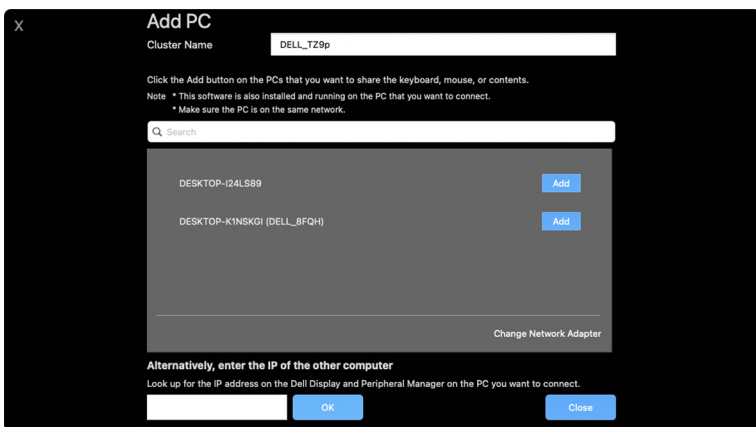 X
Add PC
Cluster Name DELL_TZ9p
Click the Add button on the PCs that you want to share the keyboard, mouse, or contents.
Note * This software is also installed and running on the PC that you want to connect.
* Make sure the PC is on the same network.
Search
DESKTOP-I24LS89 Add
DESKTOP-K1NSKGI (DELL_8FQH) Add
Change Network Adapter
Alternatively, enter the IP of the other computer
Look up for the IP address on the Dell Display and Peripheral Manager on the PC you want to connect.
OK Close